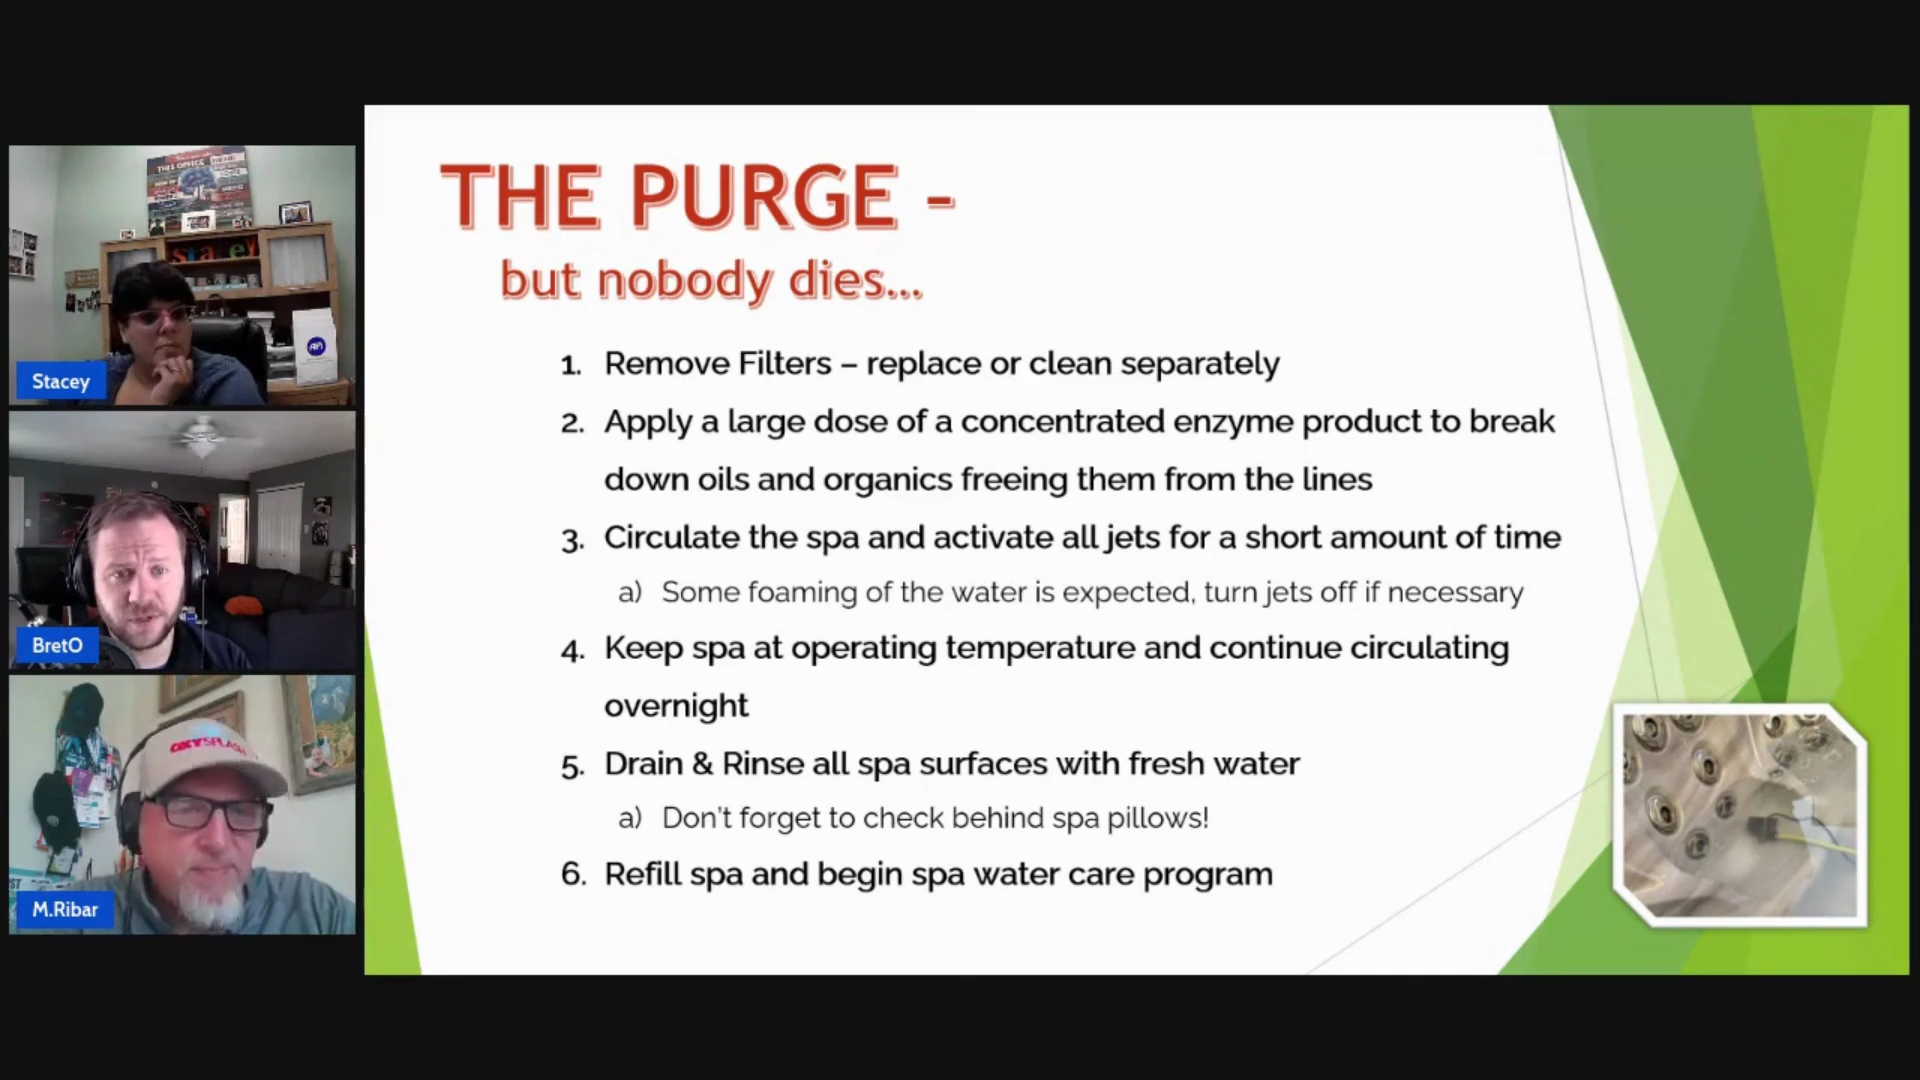 THIS OFFICE
stacey
Stacey
BretO
OXYSPLASH
M.Ribar
THE PURGE -
but nobody dies...
1. Remove Filters – replace or clean separately
2. Apply a large dose of a concentrated enzyme product to break
down oils and organics freeing them from the lines
3. Circulate the spa and activate all jets for a short amount of time
a) Some foaming of the water is expected, turn jets off if necessary
4. Keep spa at operating temperature and continue circulating
overnight
5. Drain & Rinse all spa surfaces with fresh water
a) Don't forget to check behind spa pillows!
6. Refill spa and begin spa water care program